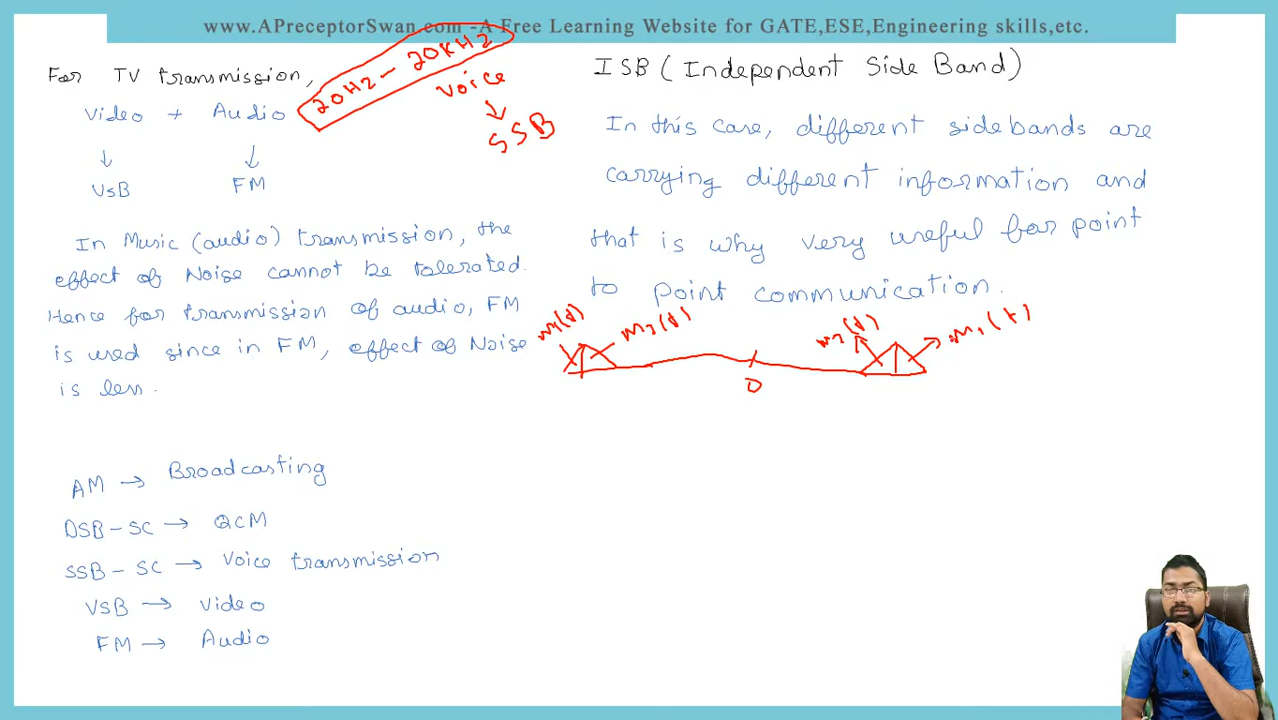 www.APreceptorSwan.com -A Free Learning Website for GATE,ESE,Engineering skills,etc.
For TV transmission,
Video + Audio
↓ ↓
VSB FM
20Hz - 20kHz
Voice
↓
SSB
In Music (audio) transmission, the
effect of Noise cannot be tolerated.
Hence for transmission of audio, FM
is used since in FM, effect of Noise
is less.
AM → Broadcasting
DSB-SC → QCM
SSB-SC → Voice transmission
VSB → Video
FM → Audio
ISB (Independent Side Band)
In this case, different sidebands are
carrying different information and
that is why very useful for point
to point communication.
m1(t) m2(t) m2(t) m1(t)
0